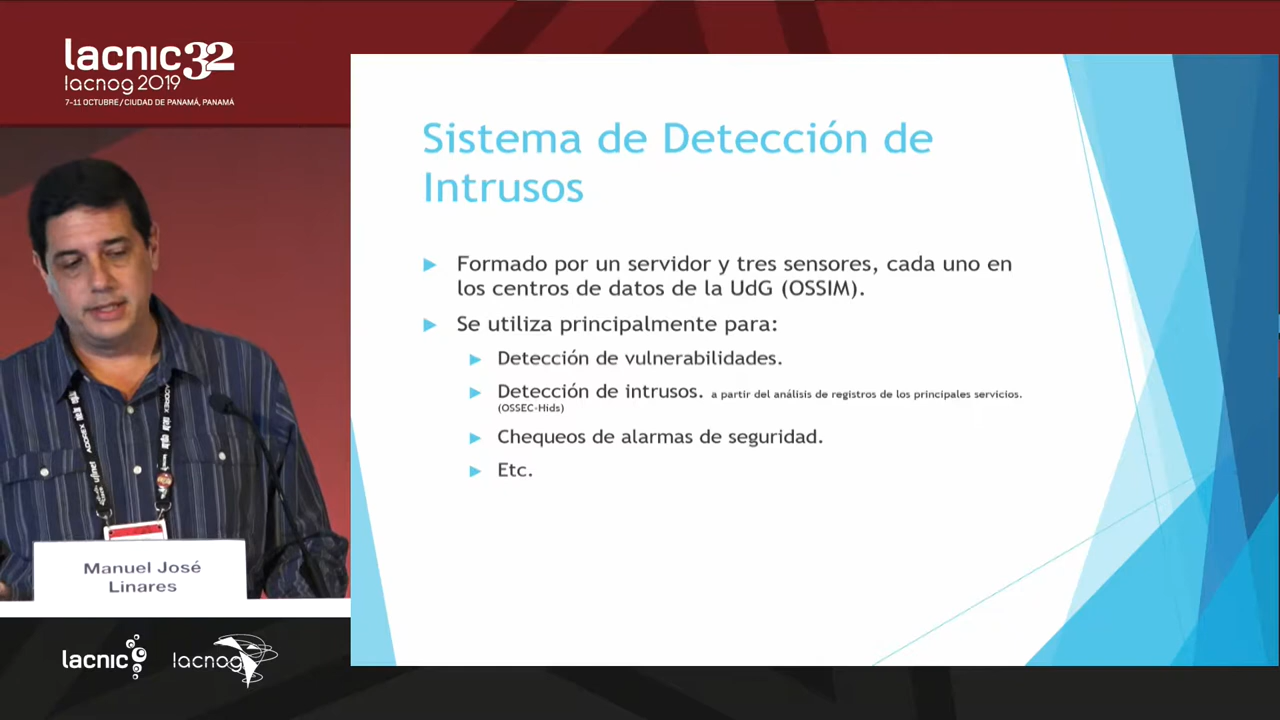 lacnic 32
lacnog 2019
7-11 OCTUBRE / CIUDAD DE PANAMÁ, PANAMÁ
Sistema de Detección de
Intrusos
Formado por un servidor y tres sensores, cada uno en
los centros de datos de la UdG (OSSIM).
Se utiliza principalmente para:
Detección de vulnerabilidades.
Detección de intrusos. a partir del análisis de registros de los principales servicios.
(OSSEC-Hids)
Chequeos de alarmas de seguridad.
Etc.
Manuel José
Linares
lacnic
lacnog